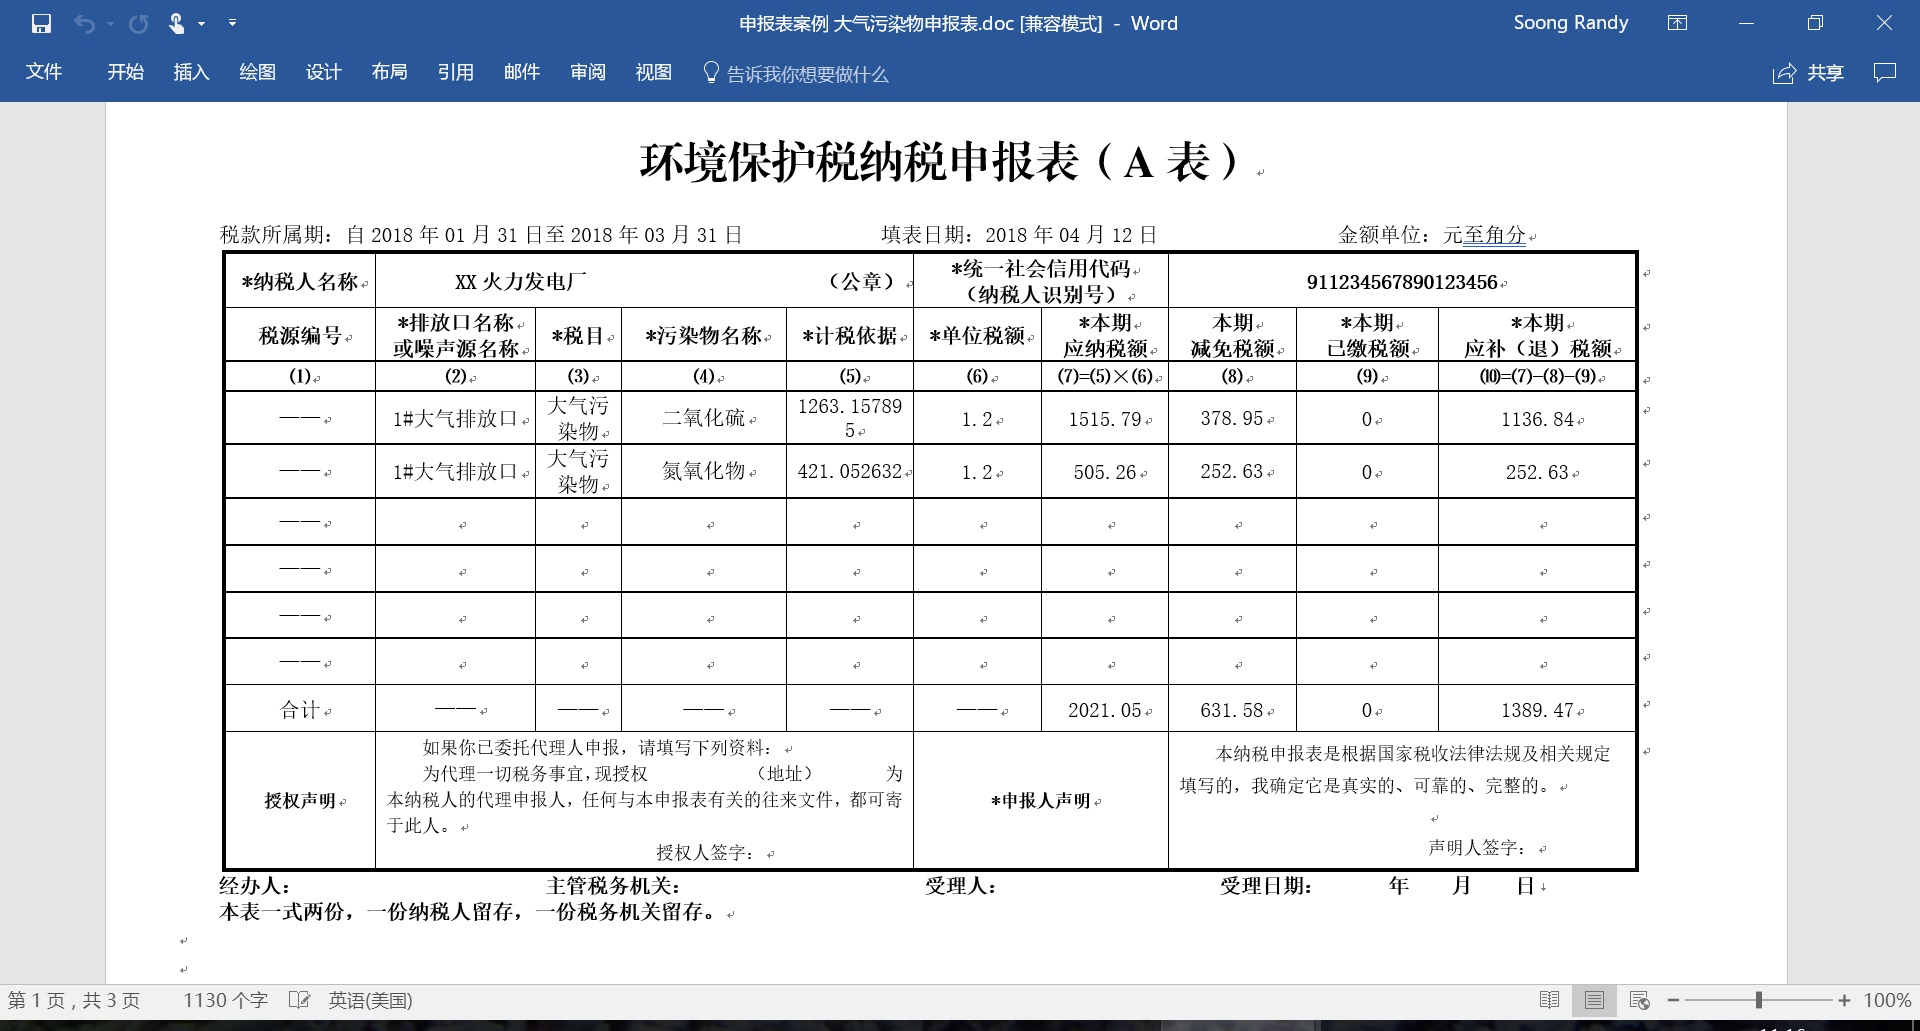 申报表案例 大气污染物申报表.doc [兼容模式] - Word
Soong Randy
文件 开始 插入 绘图 设计 布局 引用 邮件 审阅 视图 告诉我你想要做什么 共享
环境保护税纳税申报表（A 表）
税款所属期：自 2018 年 01 月 31 日至 2018 年 03 月 31 日 填表日期：2018 年 04 月 12 日 金额单位：元至角分
*纳税人名称 XX 火力发电厂 （公章） *统一社会信用代码 （纳税人识别号） 911234567890123456
税源编号 *排放口名称 或噪声源名称 *税目 *污染物名称 *计税依据 *单位税额 *本期 应纳税额 本期 减免税额 *本期 已缴税额 *本期 应补（退）税额
(1) (2) (3) (4) (5) (6) (7)=(5)×(6) (8) (9) (10)=(7)-(8)-(9)
—— 1#大气排放口 大气污染物 二氧化硫 1263.157895 1.2 1515.79 378.95 0 1136.84
—— 1#大气排放口 大气污染物 氮氧化物 421.052632 1.2 505.26 252.63 0 252.63
——
——
——
——
合计 —— —— —— —— —— 2021.05 631.58 0 1389.47
授权声明
如果你已委托代理人申报，请填写下列资料：
为代理一切税务事宜，现授权 （地址） 为
本纳税人的代理申报人，任何与本申报表有关的往来文件，都可寄
于此人。
授权人签字：
*申报人声明
本纳税申报表是根据国家税收法律法规及相关规定
填写的，我确定它是真实的、可靠的、完整的。
声明人签字：
经办人： 主管税务机关： 受理人： 受理日期： 年 月 日
本表一式两份，一份纳税人留存，一份税务机关留存。
第 1 页，共 3 页 1130 个字 英语(美国) 100%